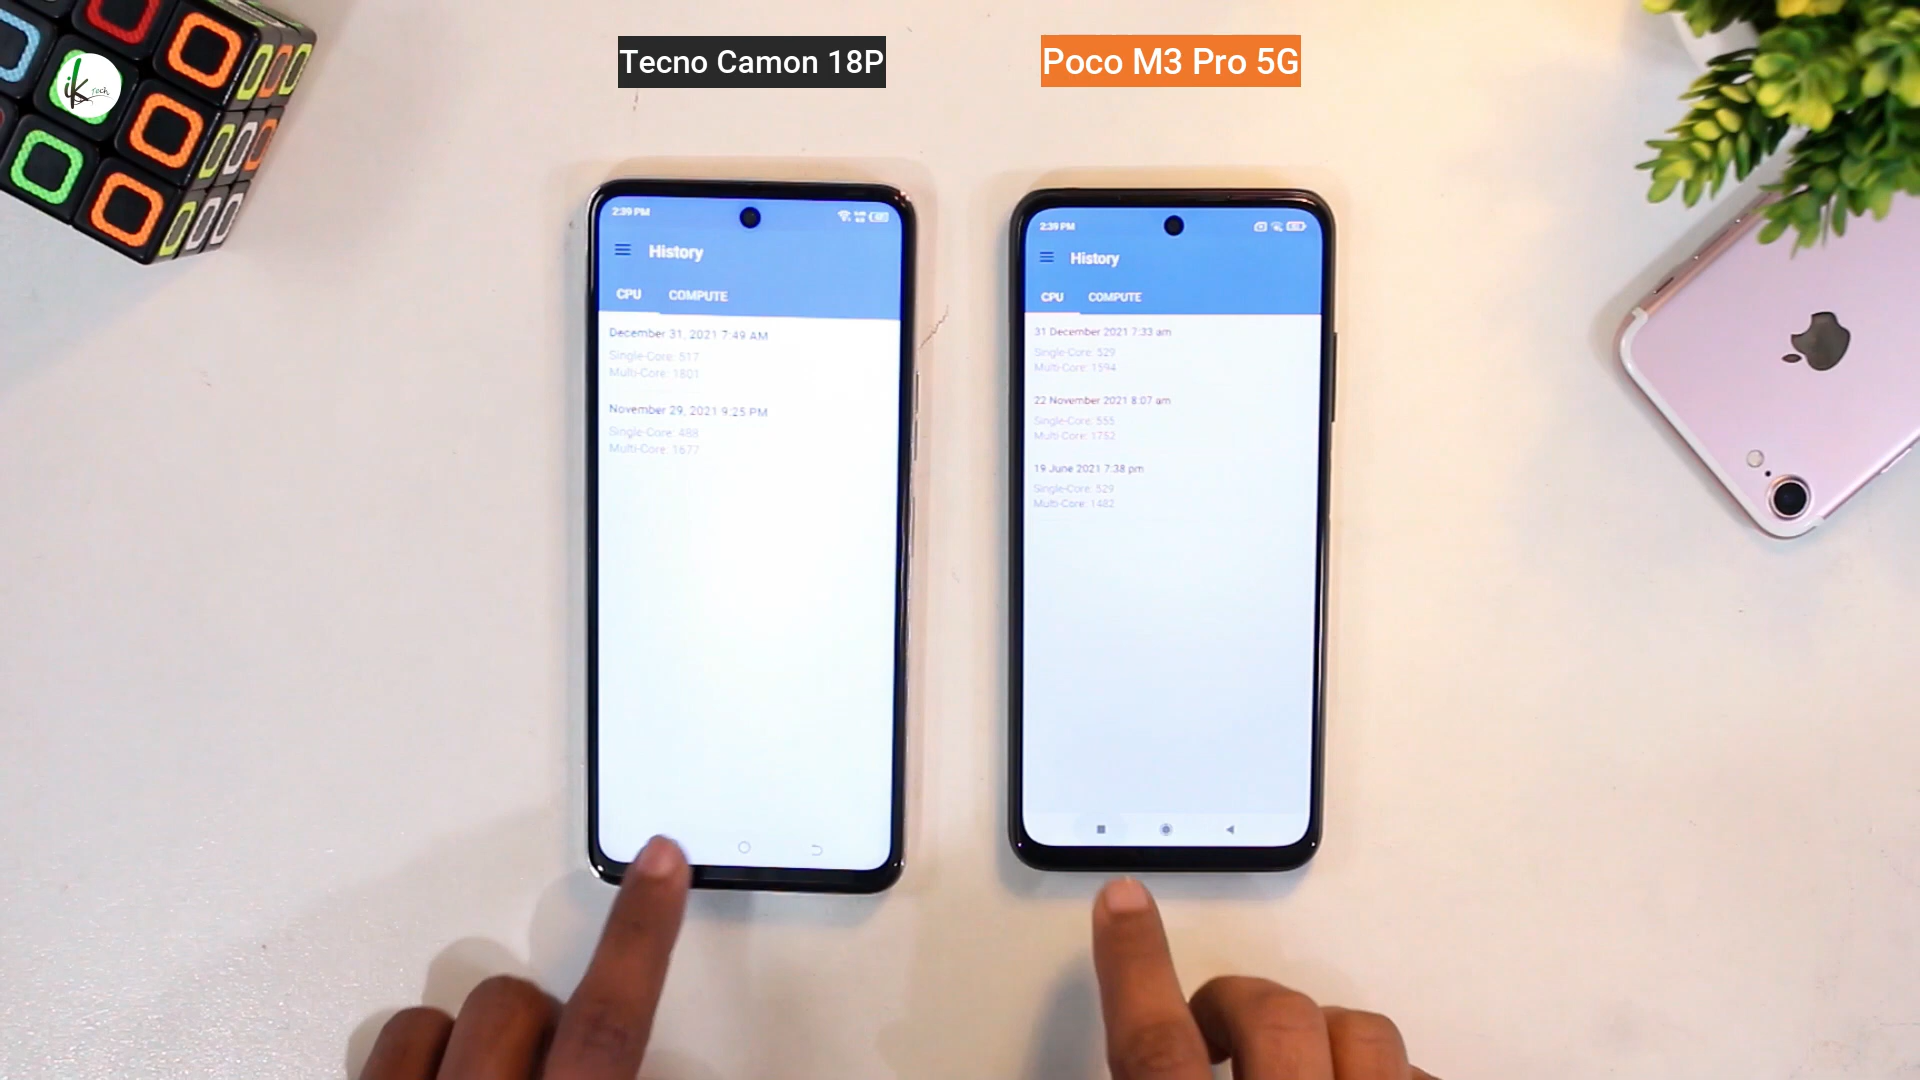 ik Tech
Tecno Camon 18P
Poco M3 Pro 5G
2:39 PM
History
CPU COMPUTE
December 31, 2021 7:49 AM
Single-Core: 517
Multi-Core: 1801
November 29, 2021 9:25 PM
Single-Core: 488
Multi-Core: 1677
2:39 PM
History
CPU COMPUTE
31 December 2021 7:33 am
Single-Core: 529
Multi-Core: 1594
22 November 2021 8:07 am
Single-Core: 555
Multi-Core: 1752
19 June 2021 7:38 pm
Single-Core: 529
Multi-Core: 1482